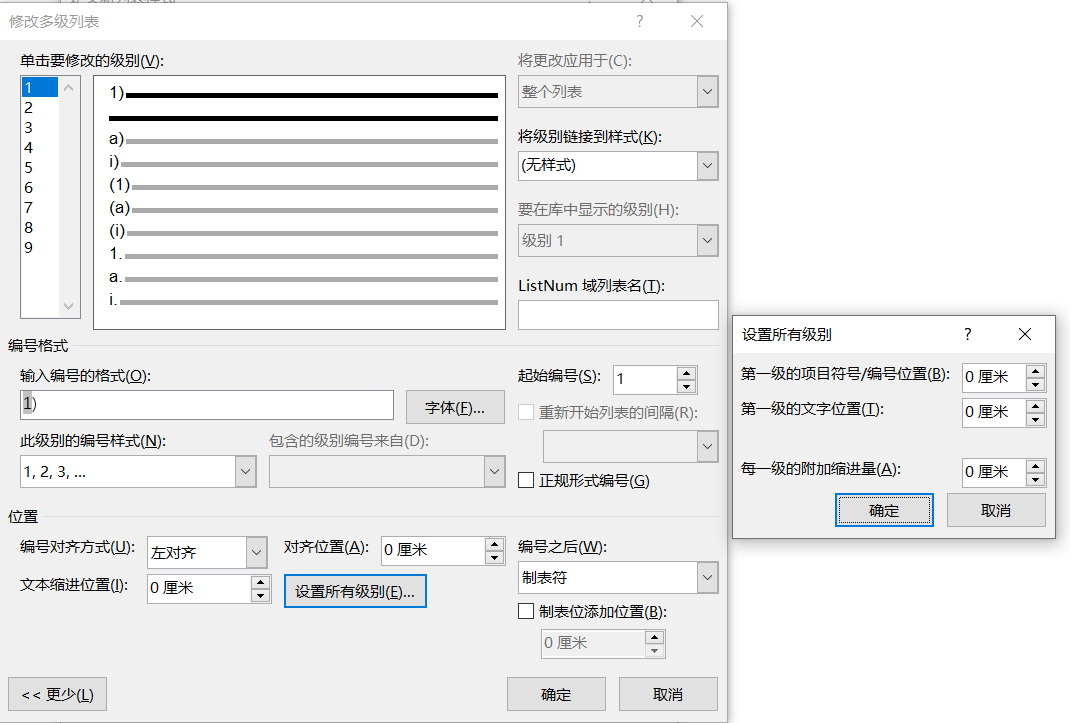 修改多级列表
?
单击要修改的级别(V):
1
2
3
4
5
6
7
8
9
1)
a)
i)
(1)
(a)
(i)
1.
a.
i.
将更改应用于(C):
整个列表
将级别链接到样式(K):
(无样式)
要在库中显示的级别(H):
级别 1
ListNum 域列表名(T):
编号格式
输入编号的格式(O):
1)
字体(F)...
起始编号(S):
1
重新开始列表的间隔(R):
此级别的编号样式(N):
1, 2, 3, ...
包含的级别编号来自(D):
正规形式编号(G)
位置
编号对齐方式(U):
左对齐
对齐位置(A):
0 厘米
编号之后(W):
制表符
文本缩进位置(I):
0 厘米
设置所有级别(E)...
制表位添加位置(B):
0 厘米
<< 更少(L)
确定
取消
设置所有级别
?
第一级的项目符号/编号位置(B):
0 厘米
第一级的文字位置(T):
0 厘米
每一级的附加缩进量(A):
0 厘米
确定
取消